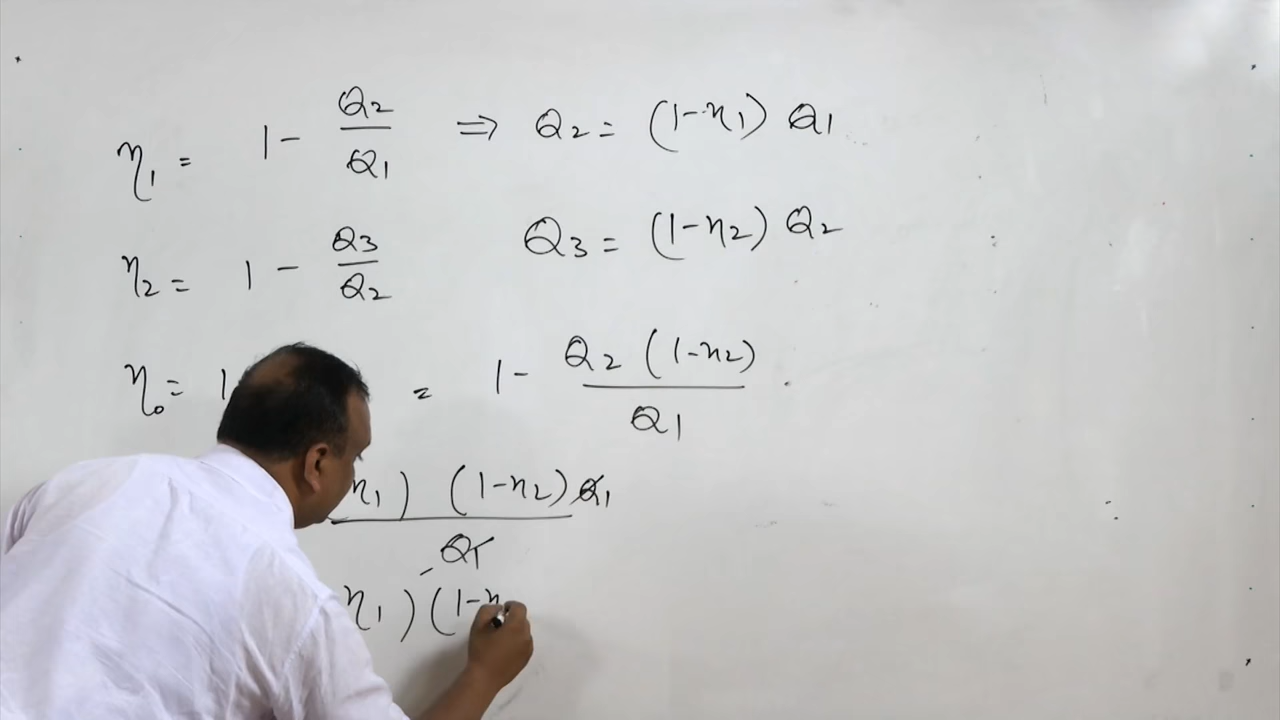 η₁ = 1 - Q₂/Q₁ ⇒ Q₂ = (1-η₁) Q₁
η₂ = 1 - Q₃/Q₂ Q₃ = (1-η₂) Q₂
η₀ = 1 = 1 - Q₂ (1-η₂)/Q₁
η₁) (1-η₂) Q₁/Q₁
η₁) (1-η